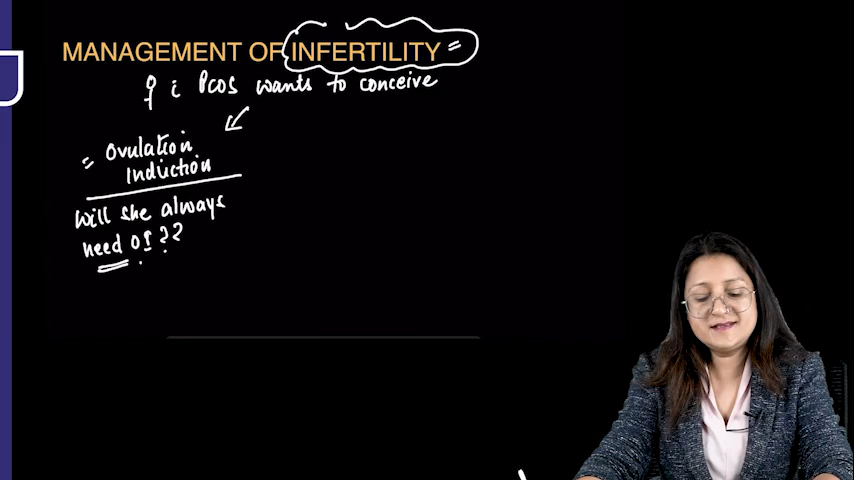 MANAGEMENT OF INFERTILITY =
♀ c̄ PCOS wants to conceive
= Ovulation
Induction
Will she always
need OI ??